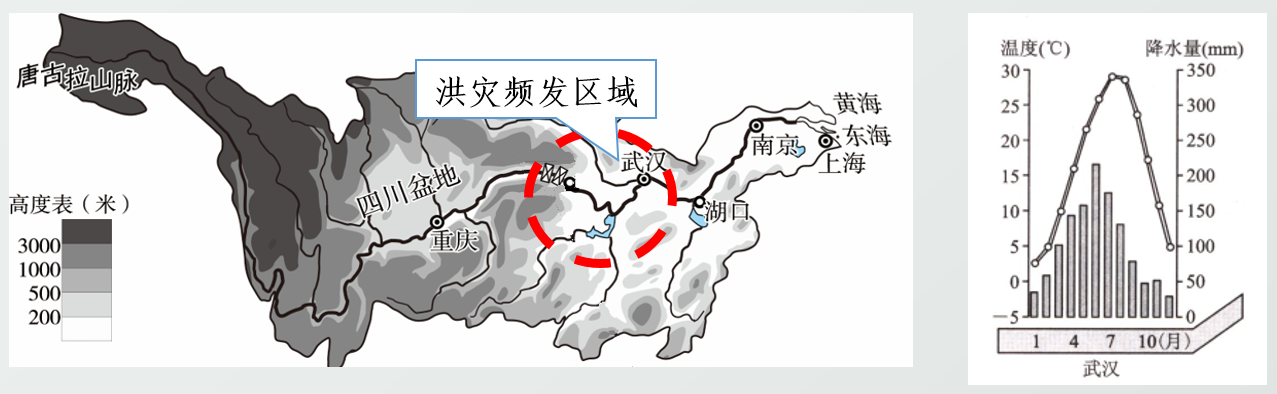 唐古拉山脉
洪灾频发区域
四川盆地
重庆
武汉
湖口
南京
黄海
东海
上海
高度表（米）
3000
1000
500
200
温度(℃)
降水量(mm)
30
25
20
15
10
5
0
—5
350
300
250
200
150
100
50
0
1 4 7 10(月)
武汉